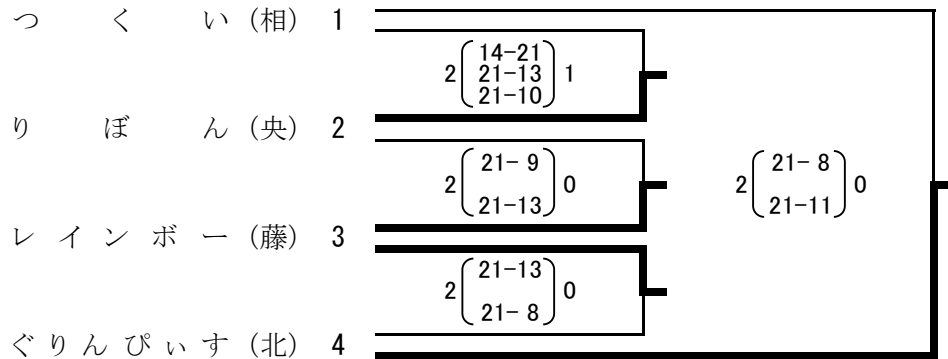 つくい (相) 1
2 14-21 1
21-13
21-10
りぼん (央) 2
2 21- 9 0
21-13
2 21- 8 0
21-11
レインボー (藤) 3
2 21-13 0
21- 8
ぐりんぴぃす (北) 4